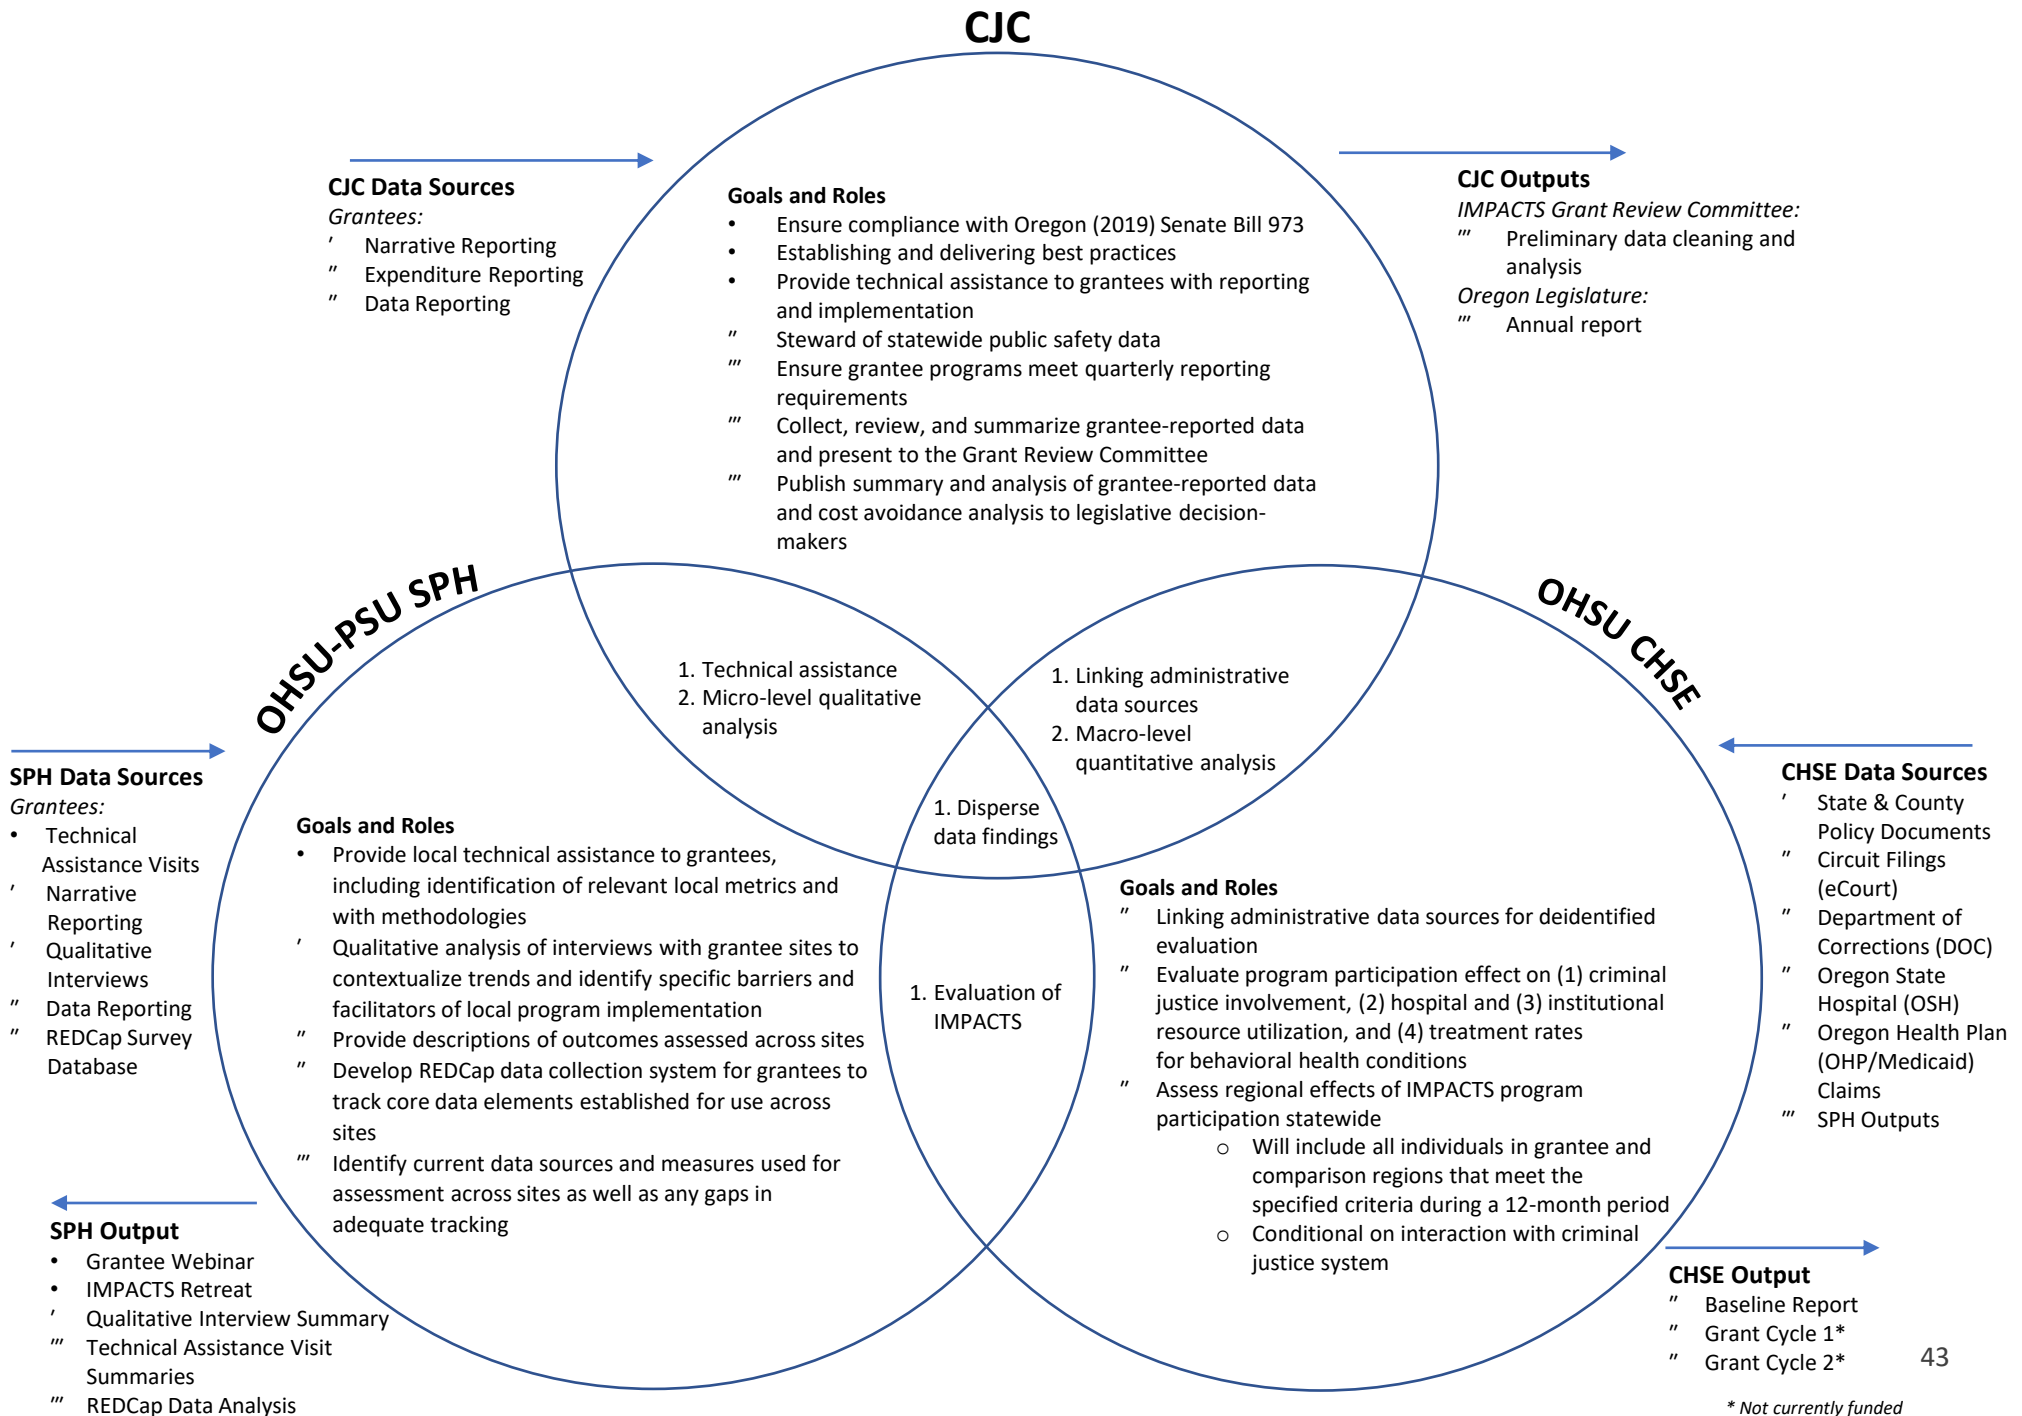 CJC
CJC Data Sources
Grantees:
′ Narrative Reporting
″ Expenditure Reporting
″ Data Reporting
Goals and Roles
• Ensure compliance with Oregon (2019) Senate Bill 973
• Establishing and delivering best practices
• Provide technical assistance to grantees with reporting
and implementation
″ Steward of statewide public safety data
‴ Ensure grantee programs meet quarterly reporting
requirements
‴ Collect, review, and summarize grantee-reported data
and present to the Grant Review Committee
‴ Publish summary and analysis of grantee-reported data
and cost avoidance analysis to legislative decision-
makers
CJC Outputs
IMPACTS Grant Review Committee:
‴ Preliminary data cleaning and
analysis
Oregon Legislature:
‴ Annual report
OHSU-PSU SPH
OHSU CHSE
1. Technical assistance
2. Micro-level qualitative
analysis
1. Linking administrative
data sources
2. Macro-level
quantitative analysis
1. Disperse
data findings
1. Evaluation of
IMPACTS
SPH Data Sources
Grantees:
• Technical
Assistance Visits
′ Narrative
Reporting
′ Qualitative
Interviews
″ Data Reporting
″ REDCap Survey
Database
Goals and Roles
• Provide local technical assistance to grantees,
including identification of relevant local metrics and
with methodologies
′ Qualitative analysis of interviews with grantee sites to
contextualize trends and identify specific barriers and
facilitators of local program implementation
″ Provide descriptions of outcomes assessed across sites
″ Develop REDCap data collection system for grantees to
track core data elements established for use across
sites
‴ Identify current data sources and measures used for
assessment across sites as well as any gaps in
adequate tracking
SPH Output
• Grantee Webinar
• IMPACTS Retreat
′ Qualitative Interview Summary
‴ Technical Assistance Visit
Summaries
‴ REDCap Data Analysis
Goals and Roles
″ Linking administrative data sources for deidentified
evaluation
″ Evaluate program participation effect on (1) criminal
justice involvement, (2) hospital and (3) institutional
resource utilization, and (4) treatment rates
for behavioral health conditions
″ Assess regional effects of IMPACTS program
participation statewide
○ Will include all individuals in grantee and
comparison regions that meet the
specified criteria during a 12-month period
○ Conditional on interaction with criminal
justice system
CHSE Data Sources
′ State & County
Policy Documents
″ Circuit Filings
(eCourt)
″ Department of
Corrections (DOC)
″ Oregon State
Hospital (OSH)
″ Oregon Health Plan
(OHP/Medicaid)
Claims
‴ SPH Outputs
CHSE Output
″ Baseline Report
″ Grant Cycle 1*
″ Grant Cycle 2*
43
* Not currently funded